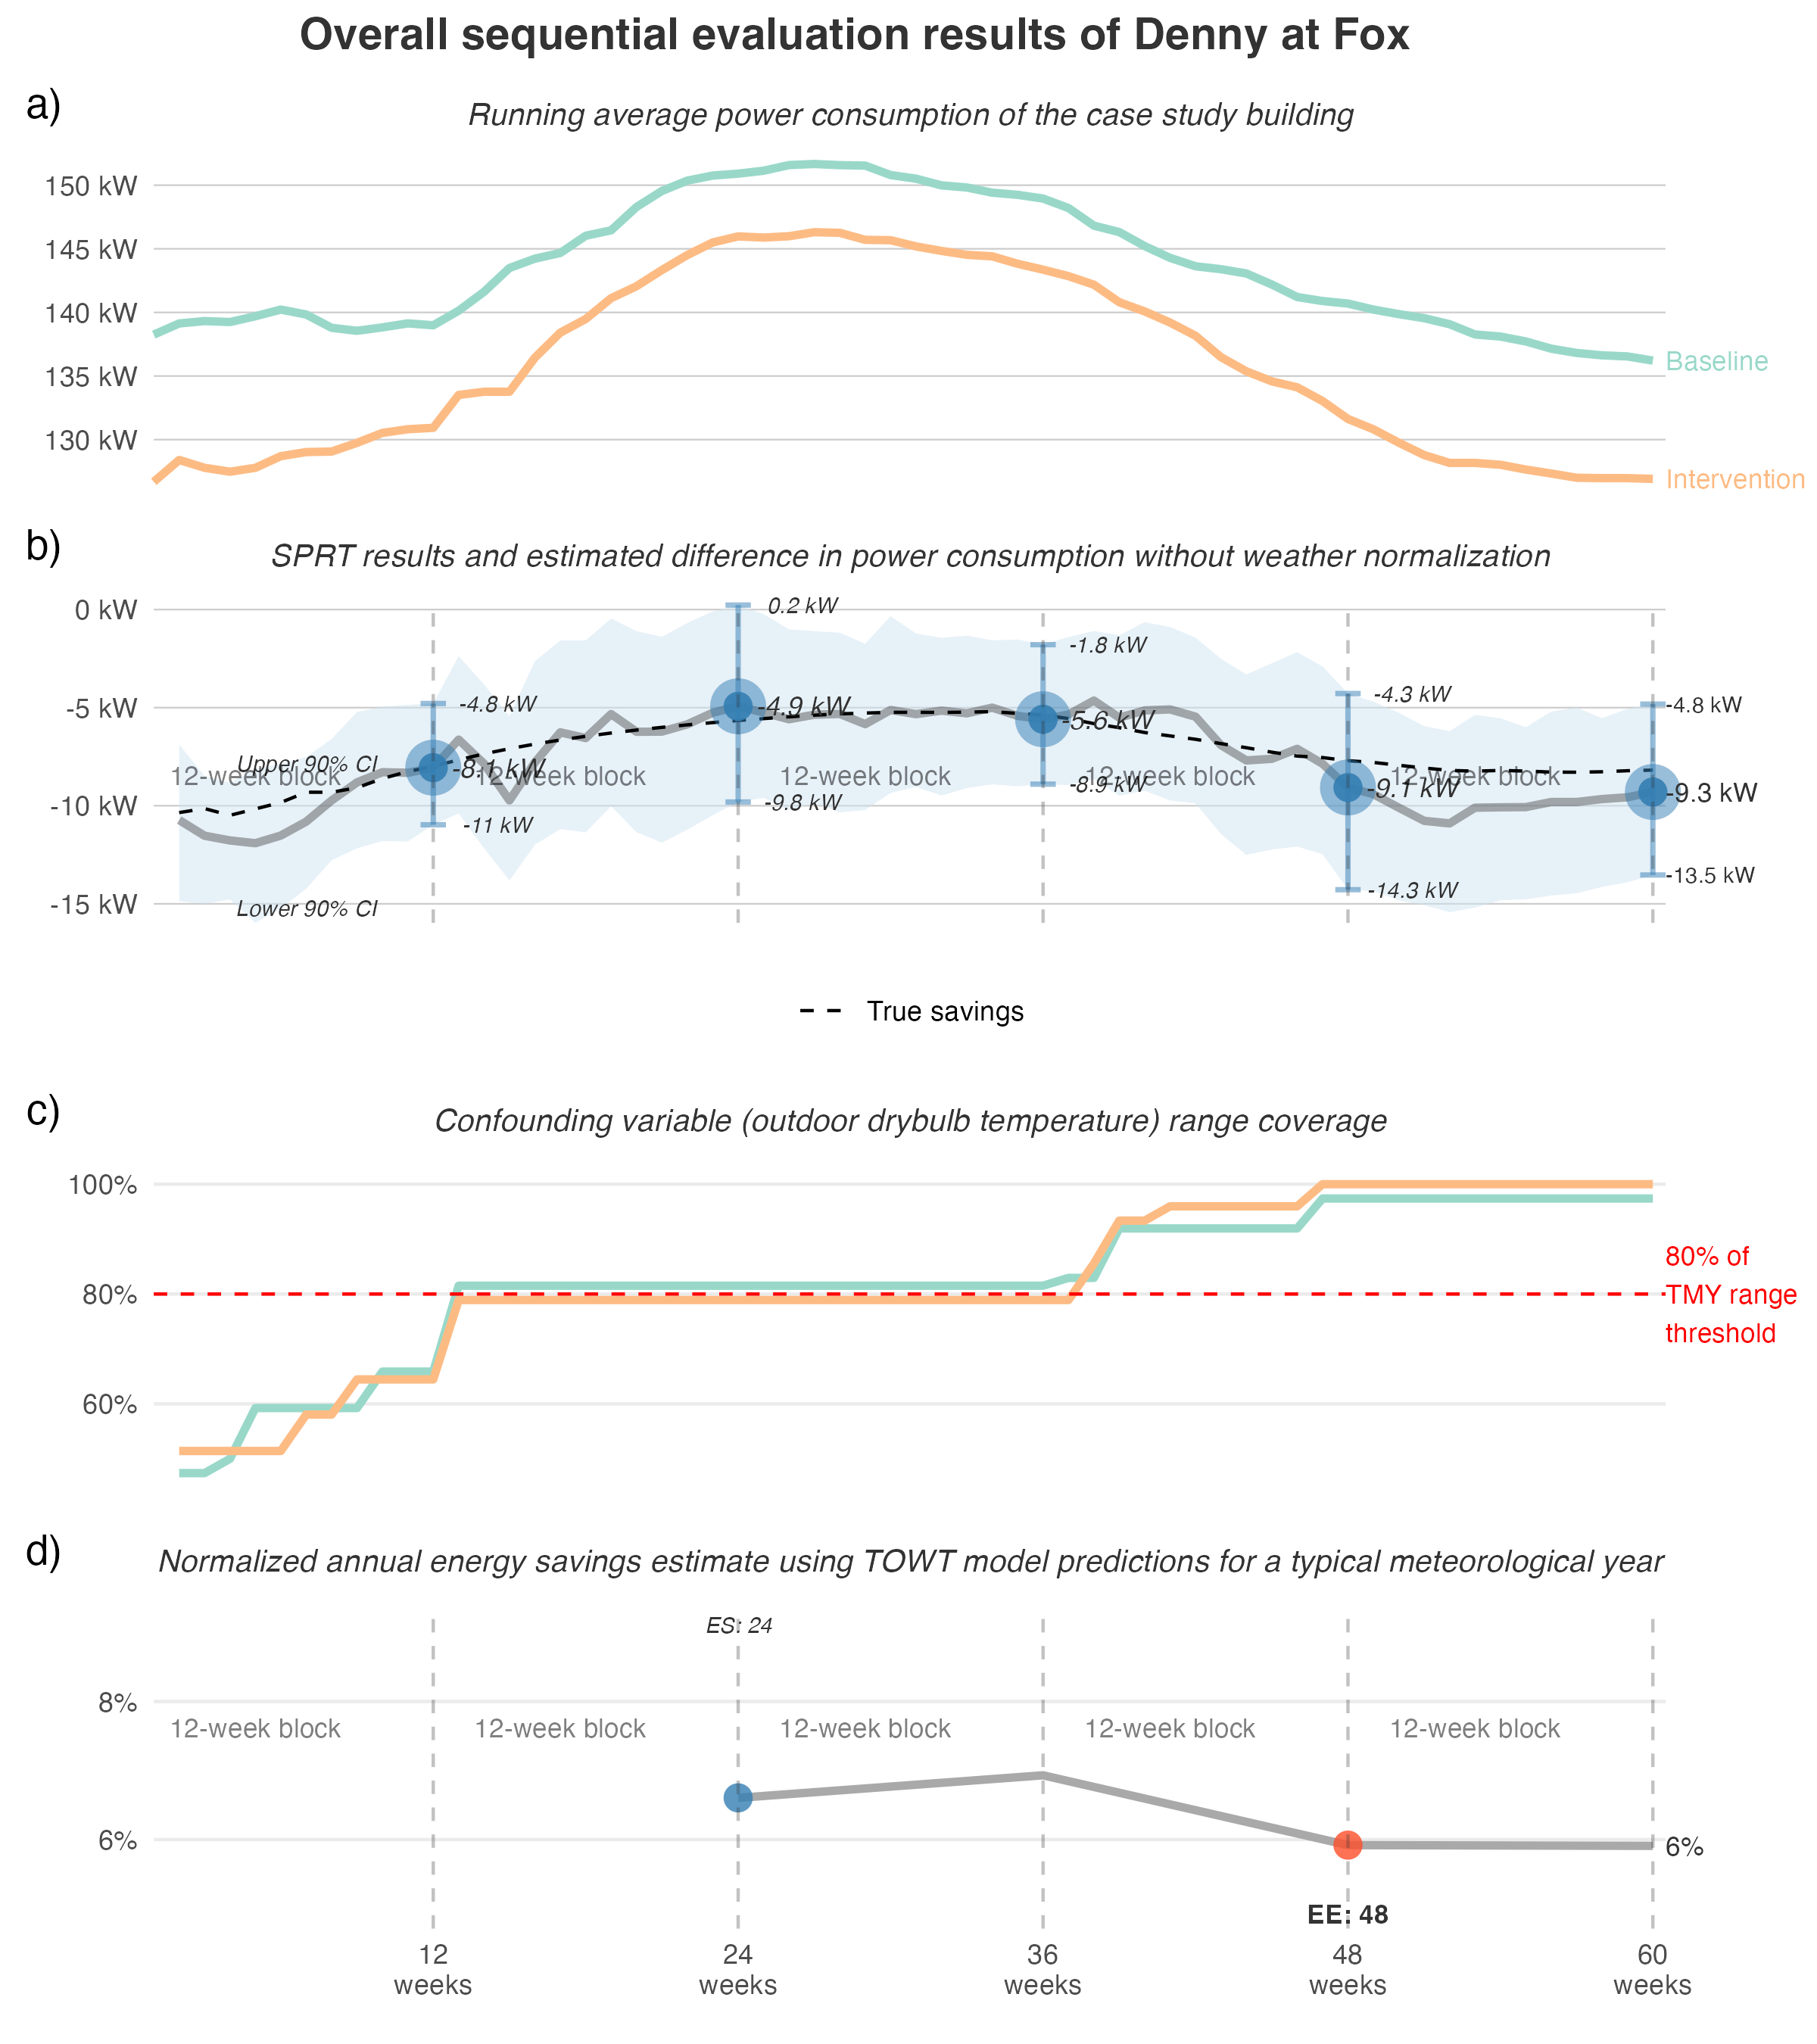 Overall sequential evaluation results of Denny at Fox
a)
Running average power consumption of the case study building
150 kW
145 kW
140 kW
135 kW
130 kW
Baseline
Intervention
b)
SPRT results and estimated difference in power consumption without weather normalization
0 kW
-5 kW
-10 kW
-15 kW
0.2 kW
-1.8 kW
-4.8 kW
-4.3 kW
-4.8 kW
-4.9 kW
-5.6 kW
Upper 90% CI
-8.1 kW
12-week block
12-week block
12-week block
12-week block
12-week block
-9.1 kW
-9.3 kW
-11 kW
-9.8 kW
-8.9 kW
-14.3 kW
-13.5 kW
Lower 90% CI
True savings
c)
Confounding variable (outdoor drybulb temperature) range coverage
100%
80%
60%
80% of
TMY range
threshold
d)
Normalized annual energy savings estimate using TOWT model predictions for a typical meteorological year
ES: 24
8%
12-week block
12-week block
12-week block
12-week block
12-week block
6%
6%
EE: 48
12
weeks
24
weeks
36
weeks
48
weeks
60
weeks